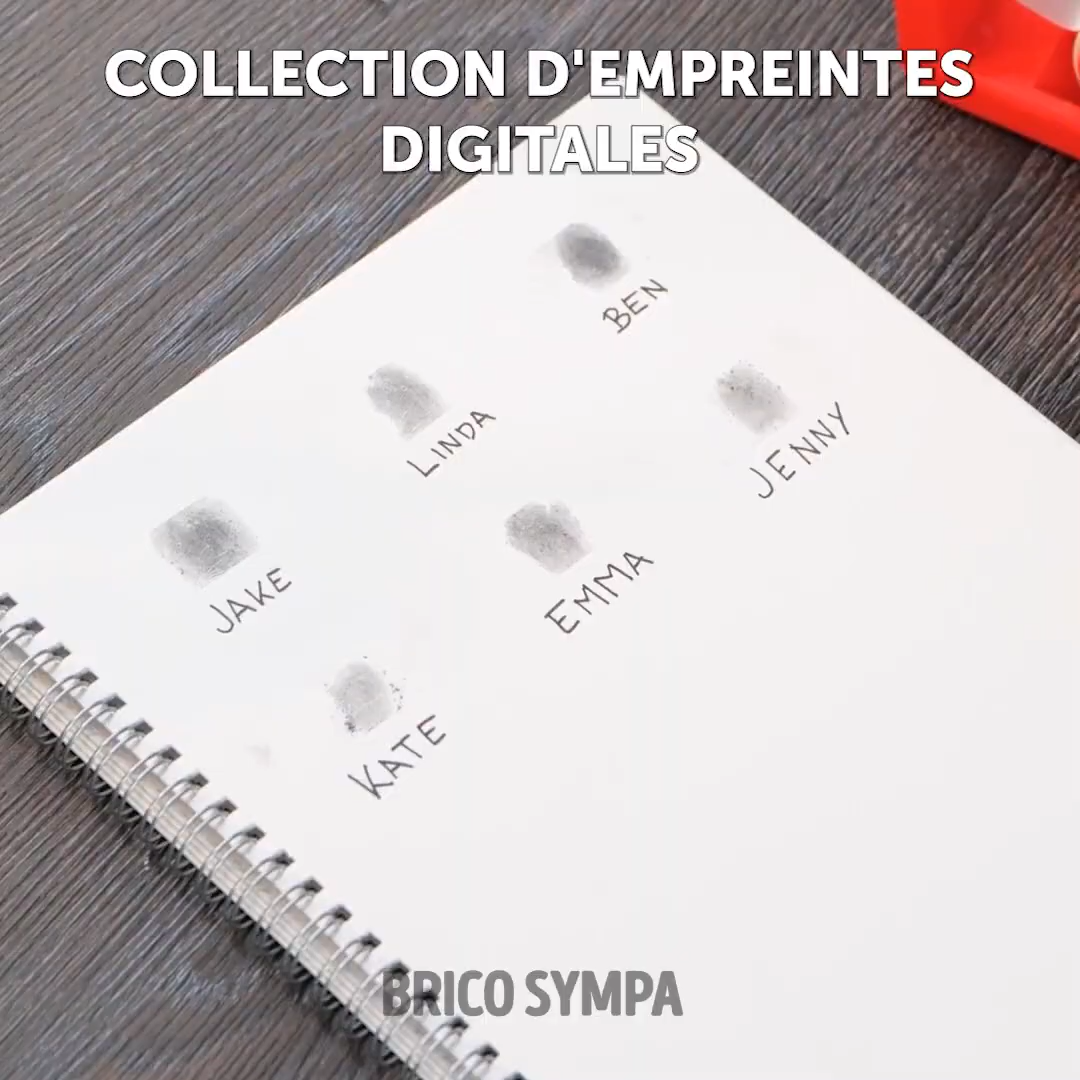 COLLECTION D'EMPREINTES
DIGITALES
BEN
LINDA
JENNY
JAKE
EMMA
KATE
BRICO SYMPA